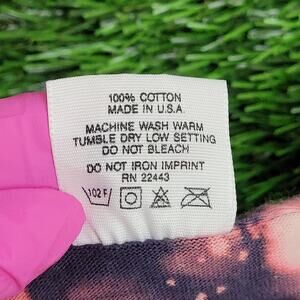 100% COTTON
MADE IN U.S.A
MACHINE WASH WARM
TUMBLE DRY LOW SETTING
DO NOT BLEACH
DO NOT IRON IMPRINT
RN 22443
102 F